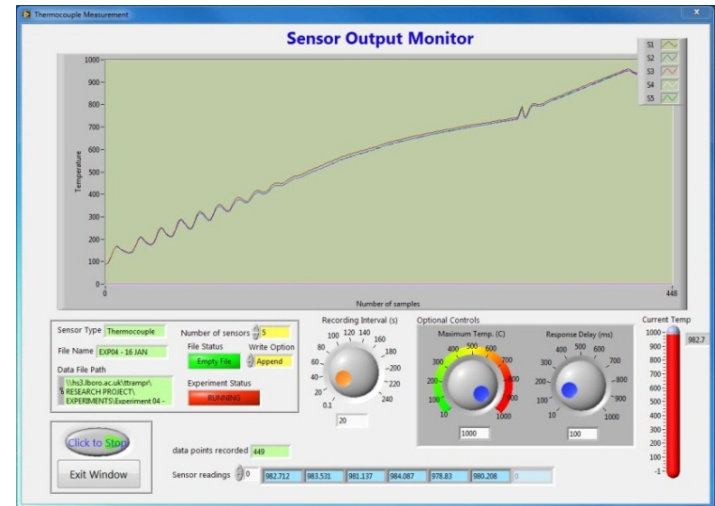 Thermocouple Measurement
Sensor Output Monitor
S1
S2
S3
S4
S5
1000
900
800
700
600
500
400
300
200
100
0
Temperature
0
448
Number of samples
Sensor Type Thermocouple
Number of sensors 5
File Status Write Option
File Name EXP04 - 16 JAN
Empty File Append
Data File Path
\\hs3.lboro.ac.uk\ttrampr\
RESEARCH PROJECT\
EXPERIMENTS\Experiment 04 -
Experiment Status
RUNNING
Recording Interval (s)
0.1 20 40 60 80 100 120 140 160 180 200 220 240
20
Optional Controls
Maximum Temp. (C)
10 100 200 300 400 500 600 700 800 900 1000
1000
Response Delay (ms)
10 100 200 300 400 500 600 700 800 900 1000
100
Current Temp
982.7
1000
900
800
700
600
500
400
300
200
100
-1
Click to Stop
Exit Window
data points recorded 449
Sensor readings 0 982.712 983.531 981.137 984.087 978.83 980.208 0